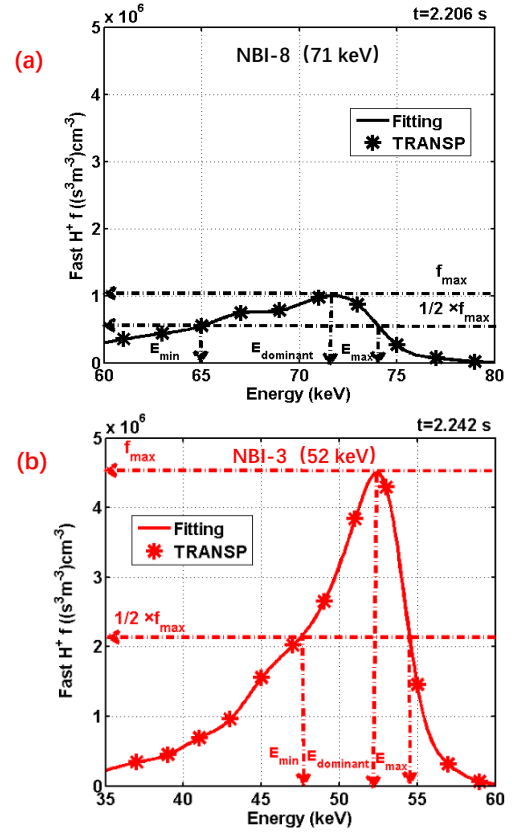 (a)
× 10^6
t=2.206 s
NBI-8 (71 keV)
Fitting
TRANSP
Fast H^+ f ((s^3m^-3)cm^-3)
5
4
3
2
1
0
f_max
1/2 ×f_max
E_min
E_dominant
E_max
60 65 70 75 80
Energy (keV)
(b)
× 10^6
t=2.242 s
NBI-3 (52 keV)
f_max
Fitting
TRANSP
Fast H^+ f ((s^3m^-3)cm^-3)
5
4
3
2
1
0
1/2 ×f_max
E_min
E_dominant
E_max
35 40 45 50 55 60
Energy (keV)